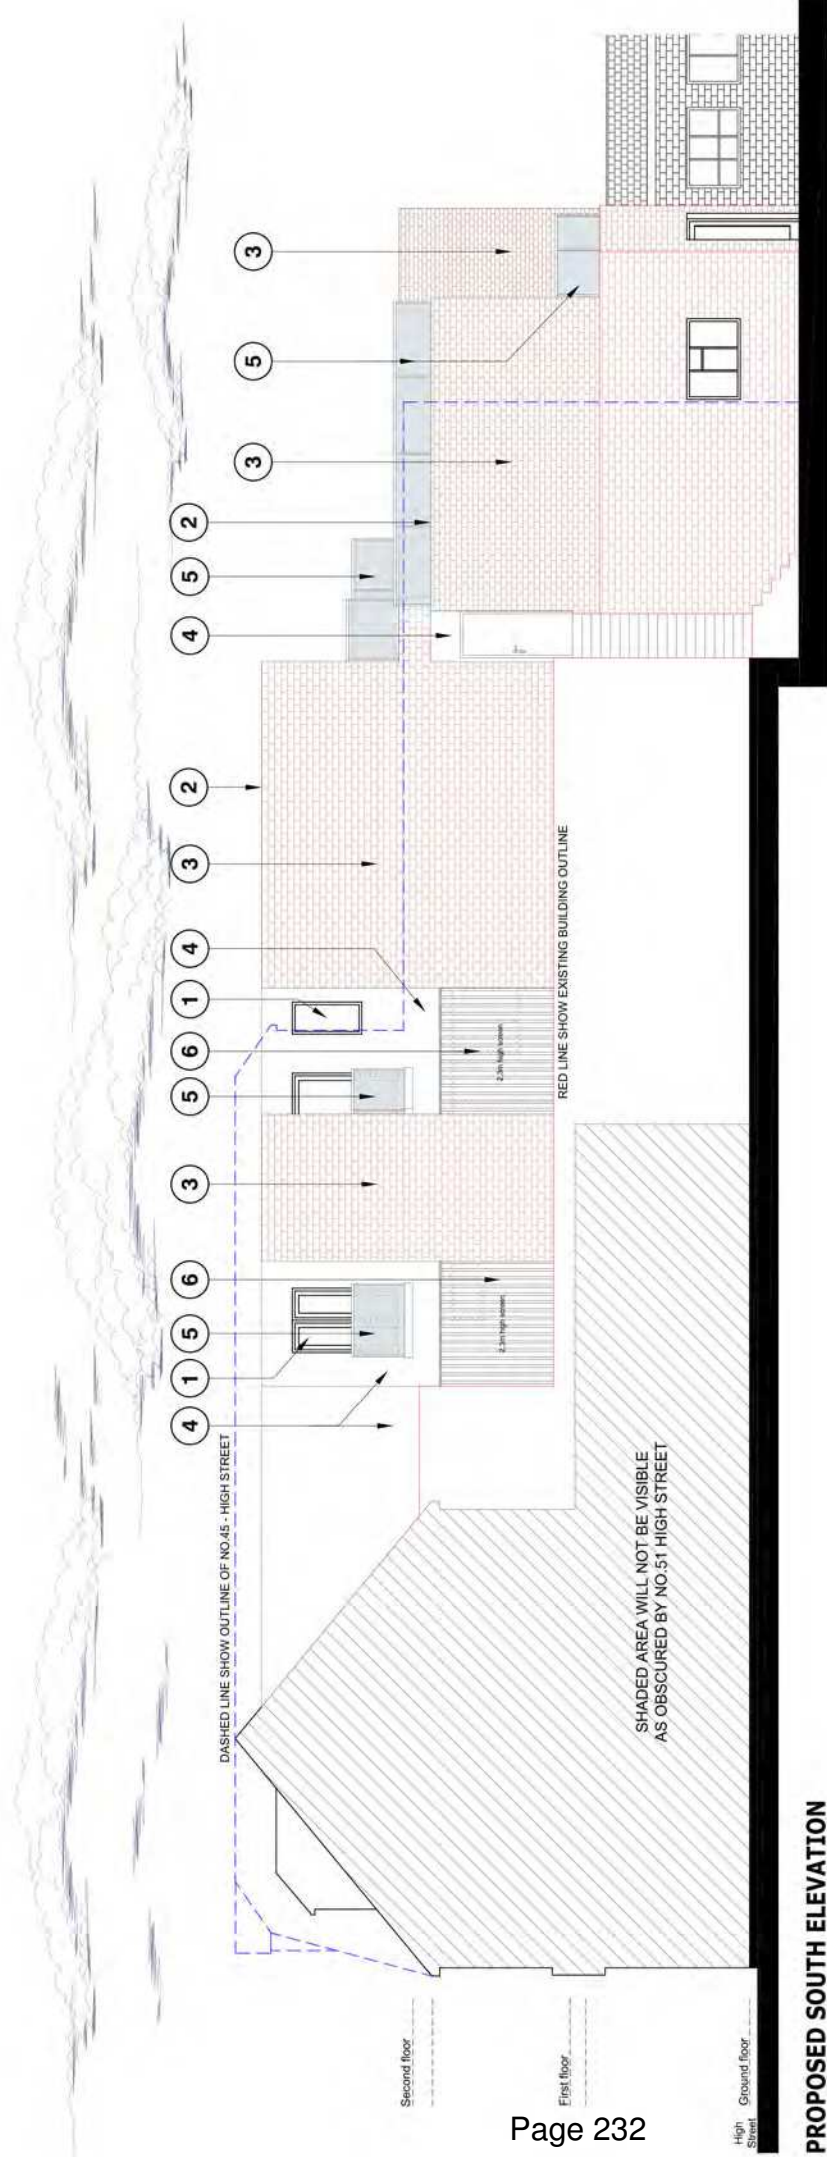 DASHED LINE SHOW OUTLINE OF NO.45 - HIGH STREET
4
1
5
6
3
5
6
1
4
3
2
4
5
2
3
5
3
2.3m high screen
2.3m high screen
RED LINE SHOW EXISTING BUILDING OUTLINE
SHADED AREA WILL NOT BE VISIBLE
AS OBSCURED BY NO.51 HIGH STREET
Second floor
First floor
Ground floor
High
Street
PROPOSED SOUTH ELEVATION
Page 232